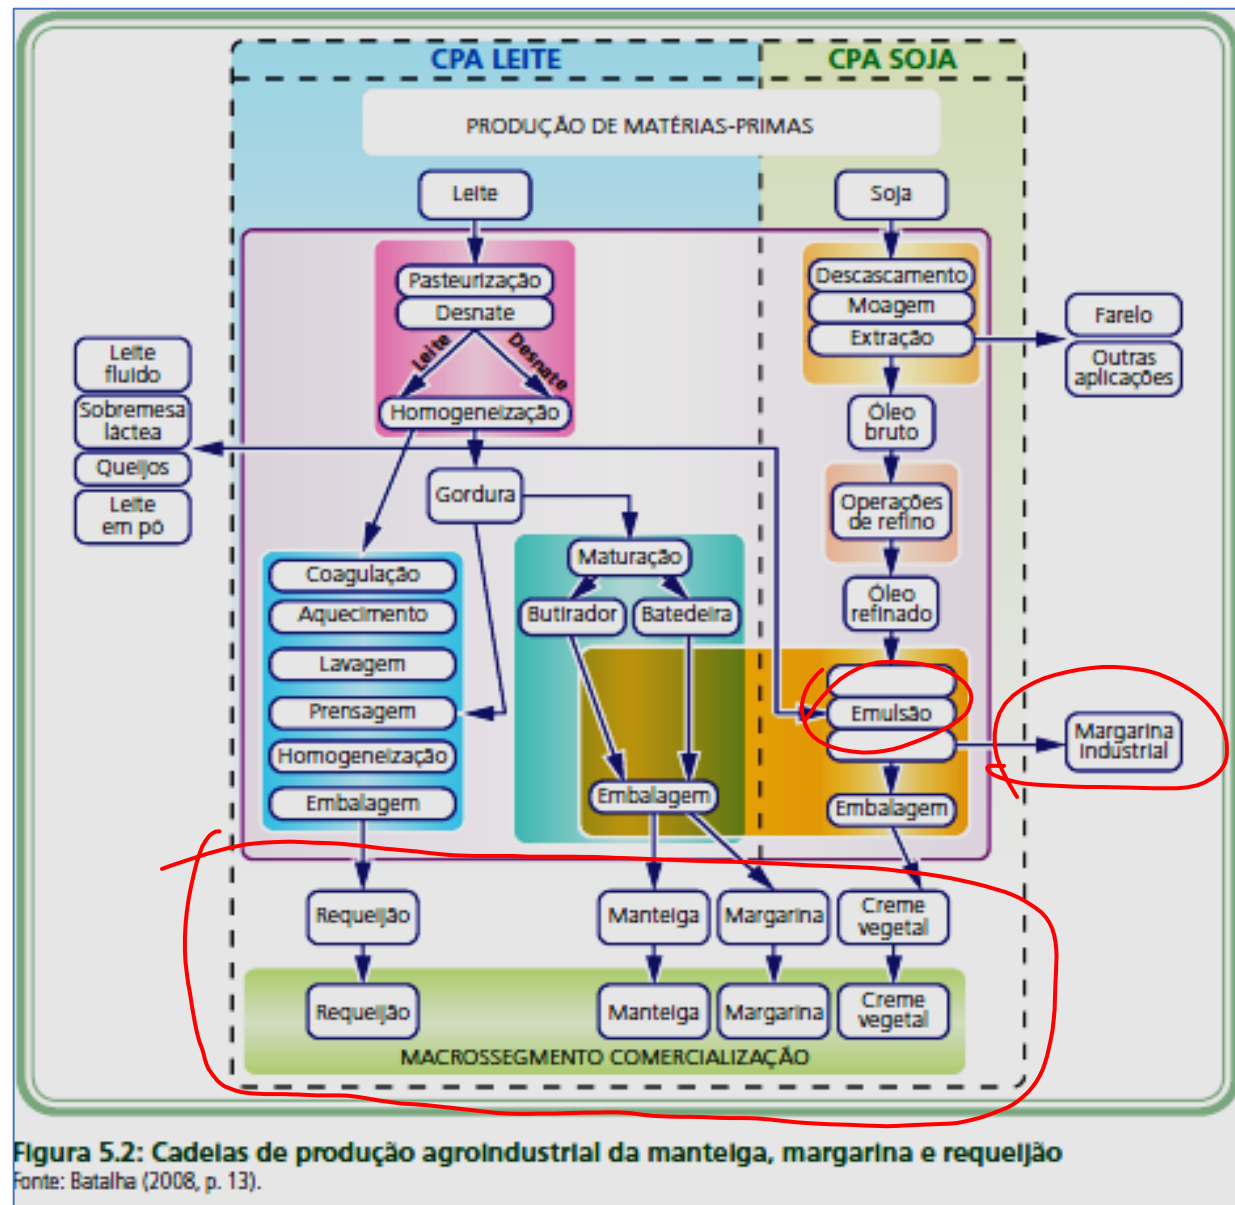 CPA LEITE
CPA SOJA
PRODUÇÃO DE MATÉRIAS-PRIMAS
Leite
Soja
Pasteurização
Desnate
Leite
Desnate
Homogeneização
Descascamento
Moagem
Extração
Farelo
Outras
aplicações
Leite
fluido
Sobremesa
láctea
Queijos
Leite
em pó
Óleo
bruto
Gordura
Operações
de refino
Maturação
Butirador
Batedeira
Óleo
refinado
Coagulação
Aquecimento
Lavagem
Prensagem
Homogeneização
Embalagem
Emulsão
Margarina
industrial
Embalagem
Embalagem
Requeijão
Manteiga
Margarina
Creme
vegetal
Requeijão
Manteiga
Margarina
Creme
vegetal
MACROSSEGMENTO COMERCIALIZAÇÃO
Figura 5.2: Cadeias de produção agroindustrial da manteiga, margarina e requeijão
Fonte: Batalha (2008, p. 13).